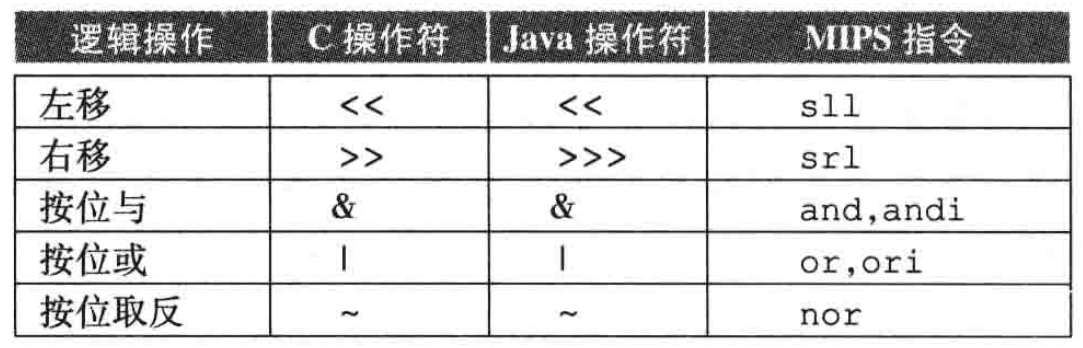 逻辑操作 C 操作符 Java 操作符 MIPS 指令
左移 << << sll
右移 >> >>> srl
按位与 & & and,andi
按位或 | | or,ori
按位取反 ~ ~ nor